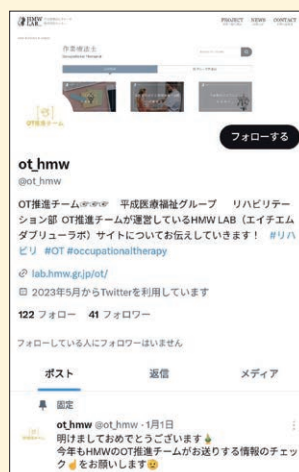 HMW LAB.
PROJECT NEWS CONTACT
作業療法士
Occupational Therapist
OT推進チーム
フォローする
ot_hmw
@ot_hmw
OT推進チーム👓👓👓 平成医療福祉グループ リハビリテー
ション部 OT推進チームが運営しているHMW LAB（エイチエム
ダブリューラボ）サイトについてお伝えしていきます！ #リハ
ビリ #OT #occupationaltherapy
lab.hmw.gr.jp/ot/
2023年5月からTwitterを利用しています
122 フォロー 41 フォロワー
フォローしている人にフォロワーはいません
ポスト 返信 メディア
固定
ot_hmw @ot_hmw · 1月1日
明けましておめでとうございます🎍
今年もHMWのOT推進チームがお送りする情報のチェッ
ク☝をお願いします🙂